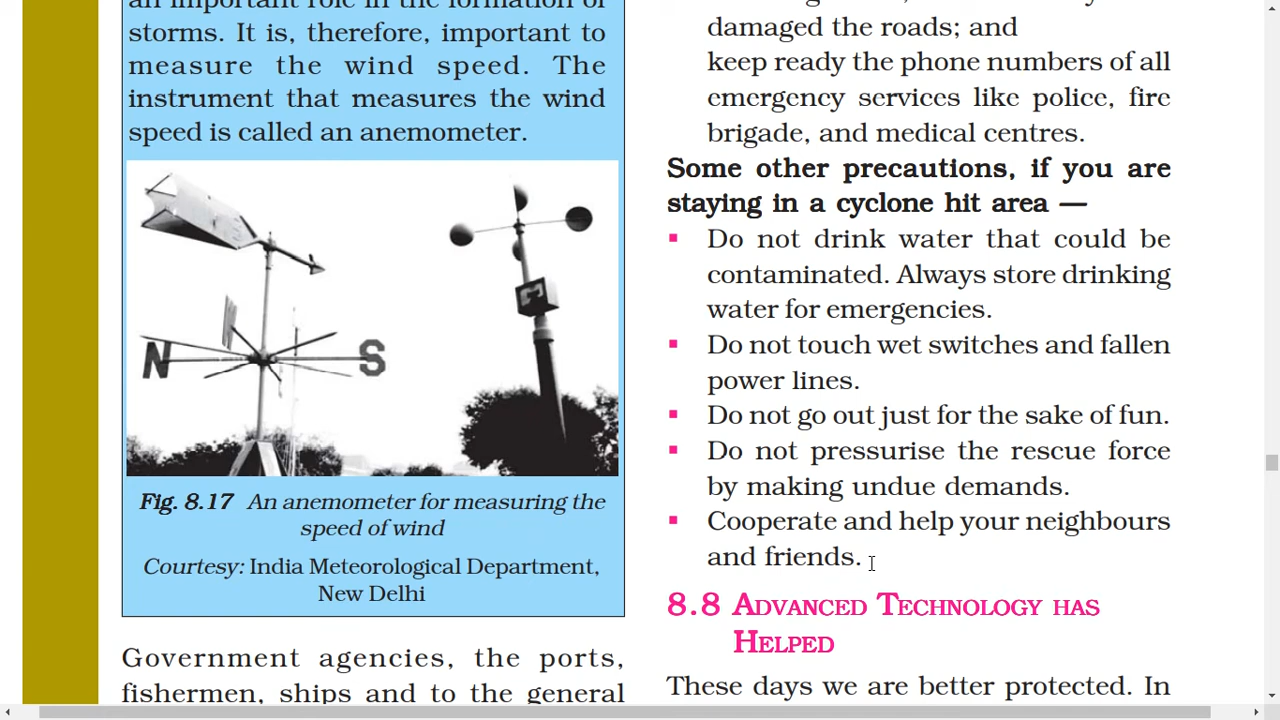 an important role in the formation of
storms. It is, therefore, important to
measure the wind speed. The
instrument that measures the wind
speed is called an anemometer.
N
S
Fig. 8.17 An anemometer for measuring the
speed of wind
Courtesy: India Meteorological Department,
New Delhi
Government agencies, the ports,
fishermen, ships and to the general
damaged the roads; and
keep ready the phone numbers of all
emergency services like police, fire
brigade, and medical centres.
Some other precautions, if you are
staying in a cyclone hit area —
▪ Do not drink water that could be
contaminated. Always store drinking
water for emergencies.
▪ Do not touch wet switches and fallen
power lines.
▪ Do not go out just for the sake of fun.
▪ Do not pressurise the rescue force
by making undue demands.
▪ Cooperate and help your neighbours
and friends.
8.8 ADVANCED TECHNOLOGY HAS
HELPED
These days we are better protected. In